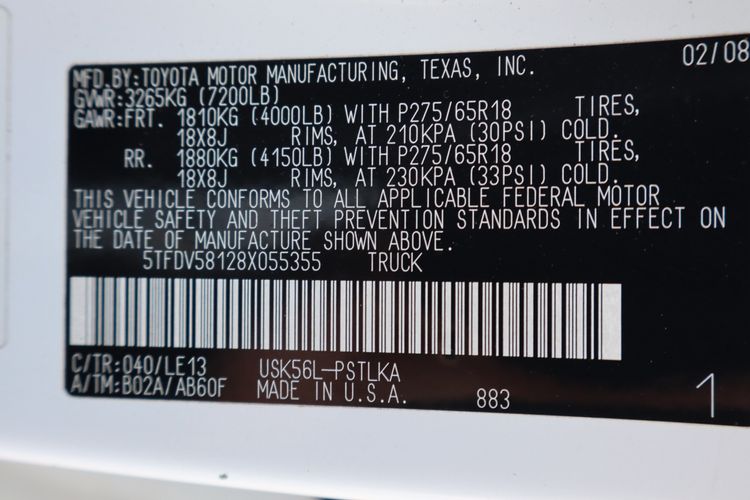 02/08
MFD.BY:TOYOTA MOTOR MANUFACTURING, TEXAS, INC.
GVWR:3265KG (7200LB)
GAWR:FRT. 1810KG (4000LB) WITH P275/65R18 TIRES,
18X8J RIMS, AT 210KPA (30PSI) COLD.
RR. 1880KG (4150LB) WITH P275/65R18 TIRES,
18X8J RIMS, AT 230KPA (33PSI) COLD.
THIS VEHICLE CONFORMS TO ALL APPLICABLE FEDERAL MOTOR
VEHICLE SAFETY AND THEFT PREVENTION STANDARDS IN EFFECT ON
THE DATE OF MANUFACTURE SHOWN ABOVE.
5TFDV58128X055355 TRUCK
C/TR:040/LE13 USK56L-PSTLKA
A/TM:B02A/AB60F MADE IN U.S.A. 883 1